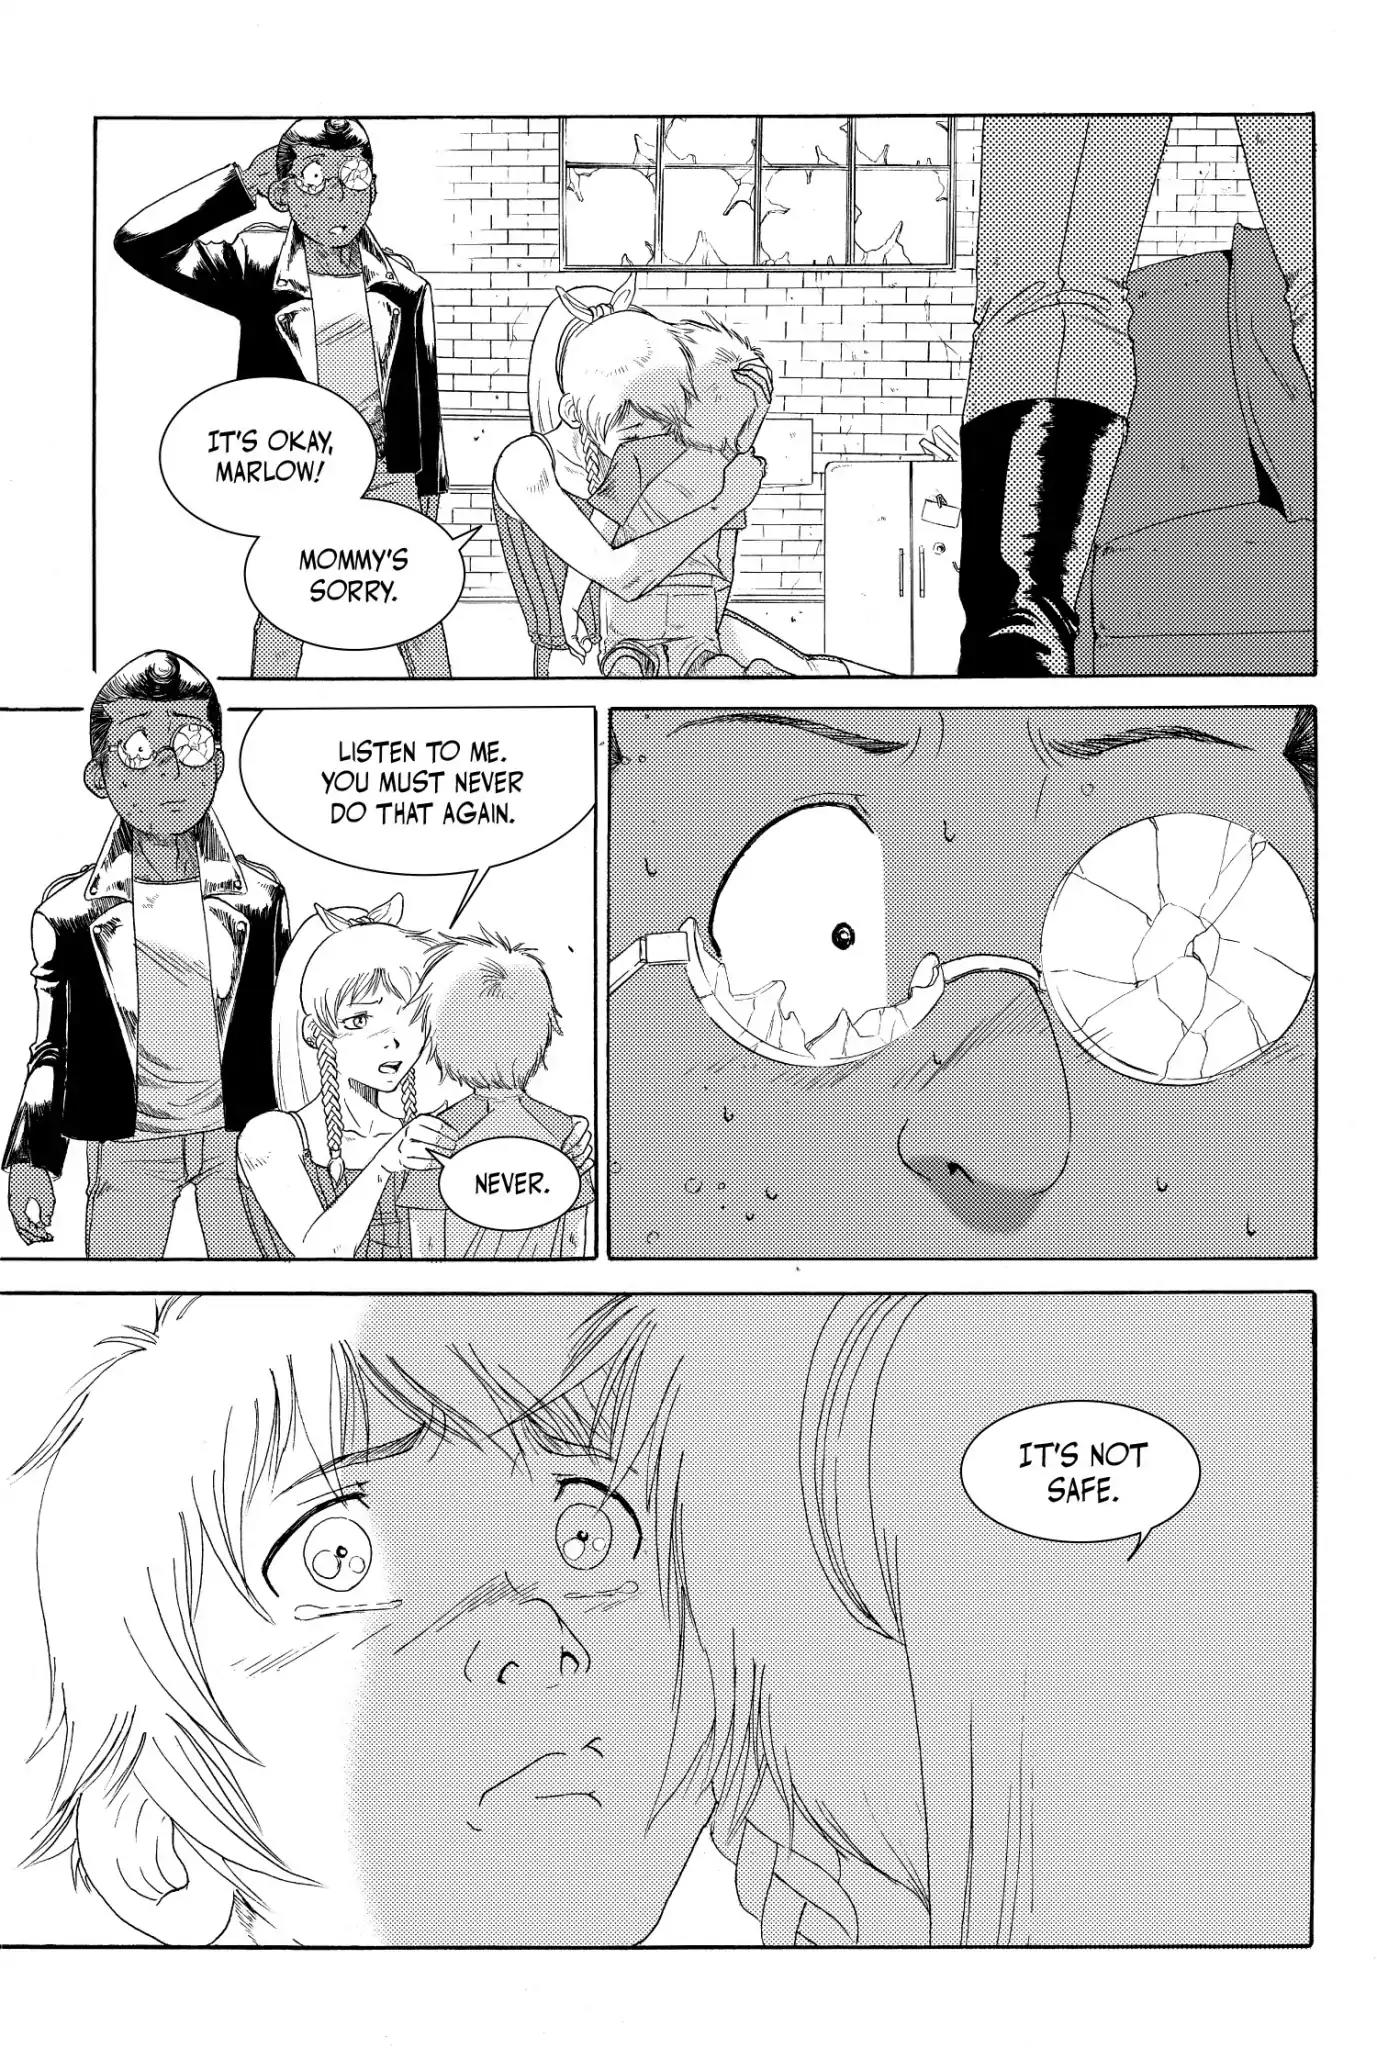 IT'S OKAY,
MARLOW!
MOMMY'S
SORRY.
LISTEN TO ME.
YOU MUST NEVER
DO THAT AGAIN.
NEVER.
IT'S NOT
SAFE.